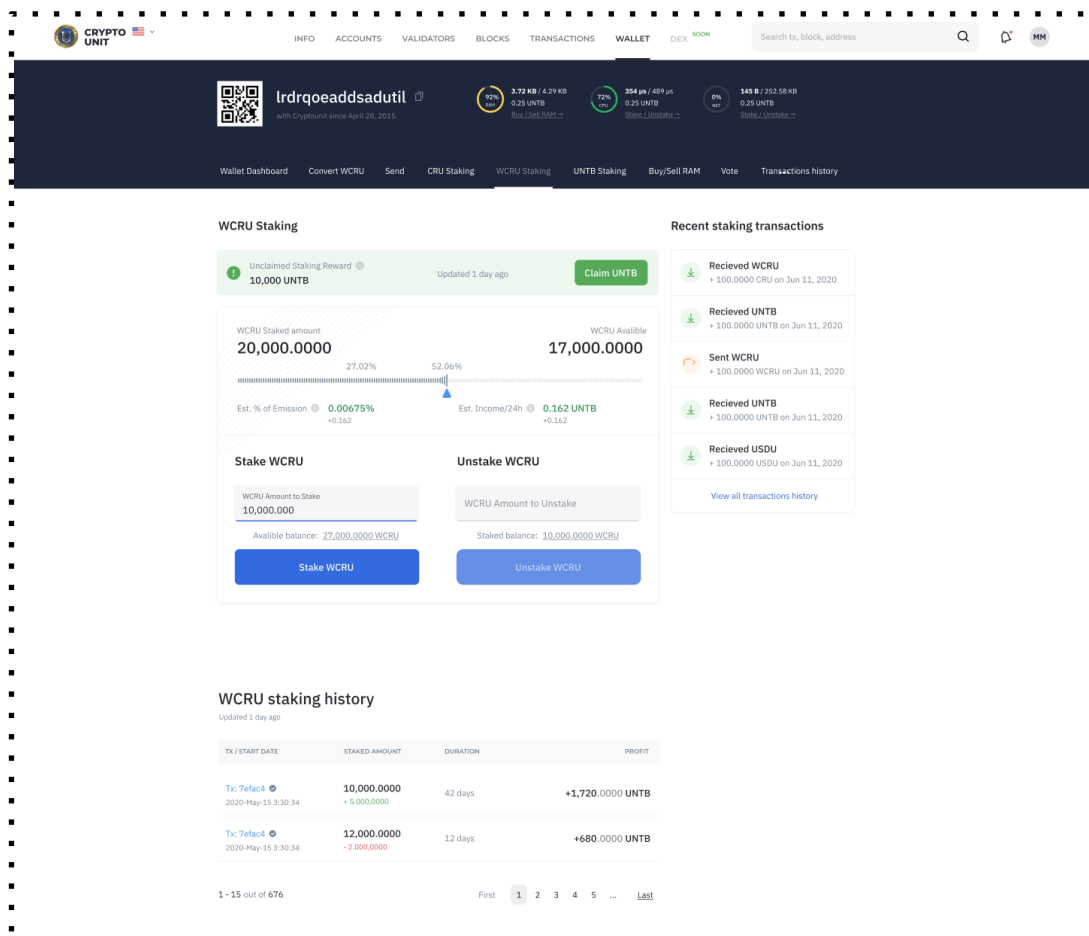 CRYPTO UNIT
INFO ACCOUNTS VALIDATORS BLOCKS TRANSACTIONS WALLET DEX SOON
Search tx, block, address
MM
lrdrqoeaddsadutil
with Cryptounit since April 28, 2015.
92%
RAM
3.72 KB / 4.29 KB
0.25 UNTB
Buy / Sell RAM →
72%
CPU
354 µs / 489 µs
0.25 UNTB
Stake / Unstake →
0%
NET
145 B / 252.58 KB
0.25 UNTB
Stake / Unstake →
Wallet Dashboard Convert WCRU Send CRU Staking WCRU Staking UNTB Staking Buy/Sell RAM Vote Transactions history
WCRU Staking
Unclaimed Staking Reward
10,000 UNTB
Updated 1 day ago
Claim UNTB
WCRU Staked amount
20,000.0000
WCRU Avalible
17,000.0000
27.02% 52.06%
Est. % of Emission 0.00675%
+0.162
Est. Income/24h 0.162 UNTB
+0.162
Stake WCRU
WCRU Amount to Stake
10,000.000
Avalible balance: 27,000.0000 WCRU
Stake WCRU
Unstake WCRU
WCRU Amount to Unstake
Staked balance: 10,000.0000 WCRU
Unstake WCRU
Recent staking transactions
Recieved WCRU
+ 100.0000 CRU on Jun 11, 2020
Recieved UNTB
+ 100.0000 UNTB on Jun 11, 2020
Sent WCRU
+ 100.0000 WCRU on Jun 11, 2020
Recieved UNTB
+ 100.0000 UNTB on Jun 11, 2020
Recieved USDU
+ 100.0000 USDU on Jun 11, 2020
View all transactions history
WCRU staking history
Updated 1 day ago
TX / START DATE STAKED AMOUNT DURATION PROFIT
Tx: 7efac4 10,000.0000 42 days +1,720.0000 UNTB
2020-May-15 3:30:34 + 5.000,0000
Tx: 7efac4 12,000.0000 12 days +680.0000 UNTB
2020-May-15 3:30:34 - 2.000,0000
1 - 15 out of 676
First 1 2 3 4 5 ... Last